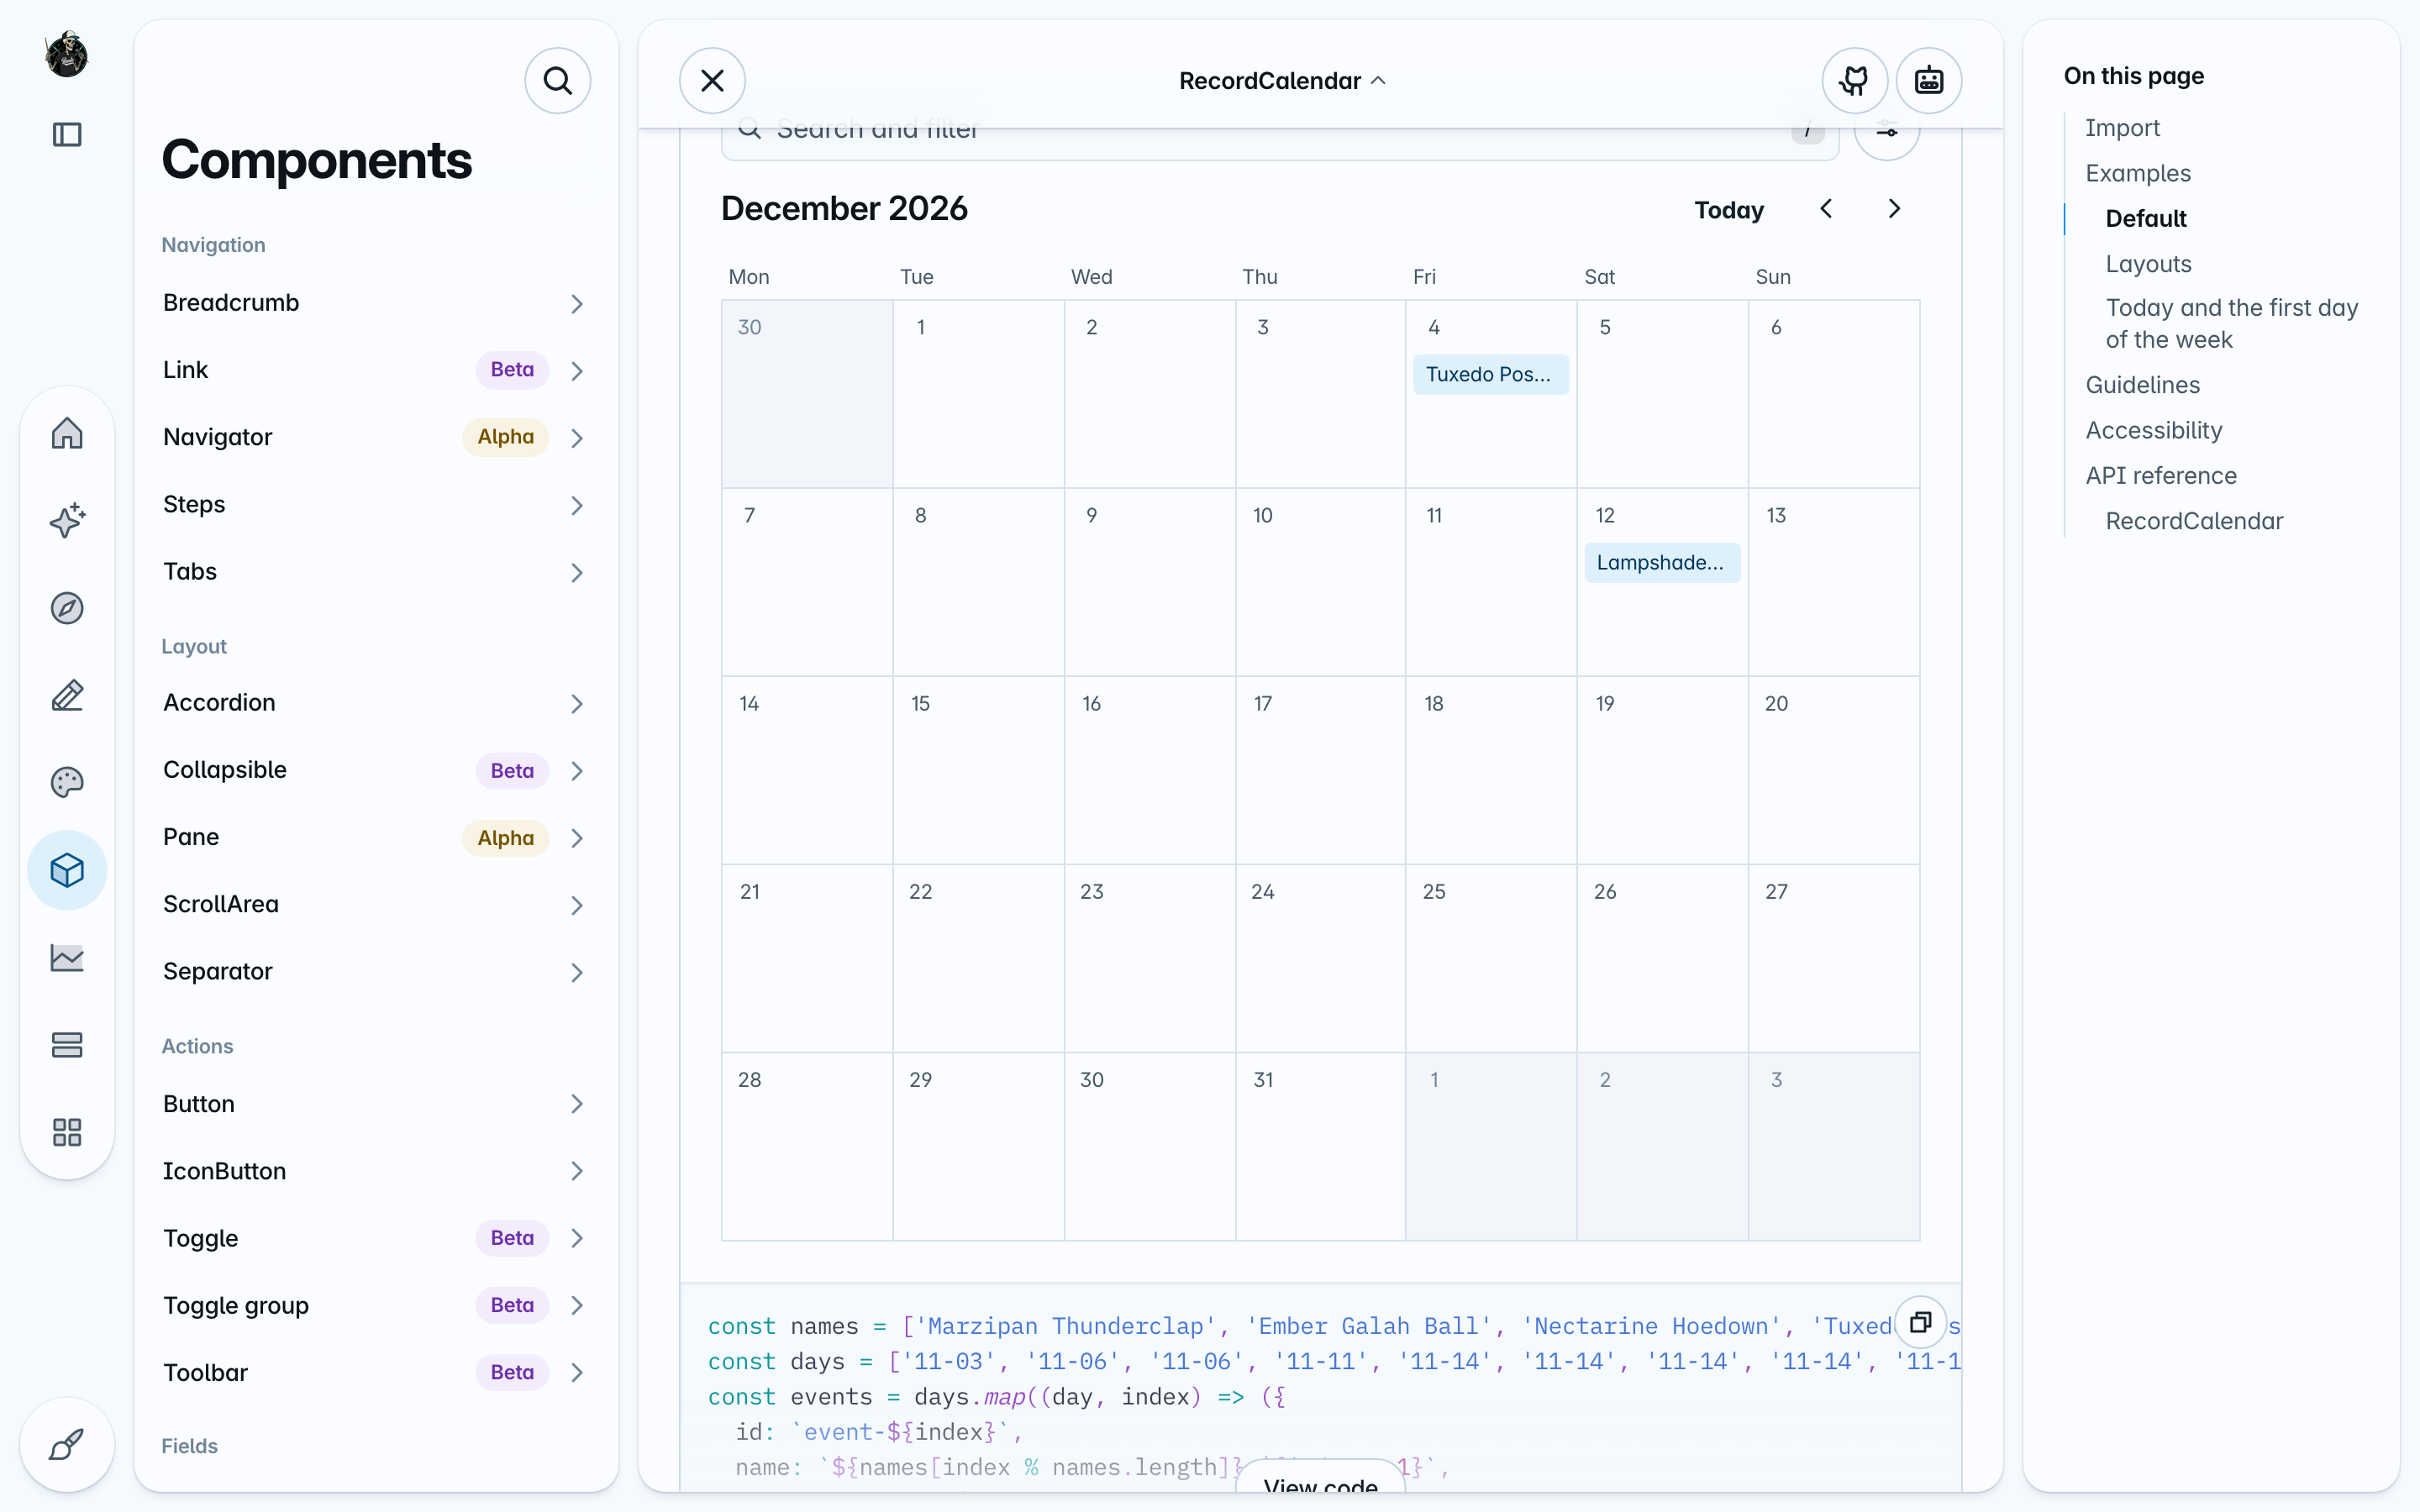 Components
Navigation
Breadcrumb
Link Beta
Navigator Alpha
Steps
Tabs
Layout
Accordion
Collapsible Beta
Pane Alpha
ScrollArea
Separator
Actions
Button
IconButton
Toggle Beta
Toggle group Beta
Toolbar Beta
Fields
RecordCalendar
Search and filter /
December 2026
Today
Mon Tue Wed Thu Fri Sat Sun
30 1 2 3 4 5 6
Tuxedo Pos...
7 8 9 10 11 12 13
Lampshade...
14 15 16 17 18 19 20
21 22 23 24 25 26 27
28 29 30 31 1 2 3
const names = ['Marzipan Thunderclap', 'Ember Galah Ball', 'Nectarine Hoedown', 'Tuxed
const days = ['11-03', '11-06', '11-06', '11-11', '11-14', '11-14', '11-14', '11-14', '11-1
const events = days.map((day, index) => ({
id: `event-${index}`,
name: `${names[index % names.length]} 1}`,
View code
On this page
Import
Examples
Default
Layouts
Today and the first day
of the week
Guidelines
Accessibility
API reference
RecordCalendar